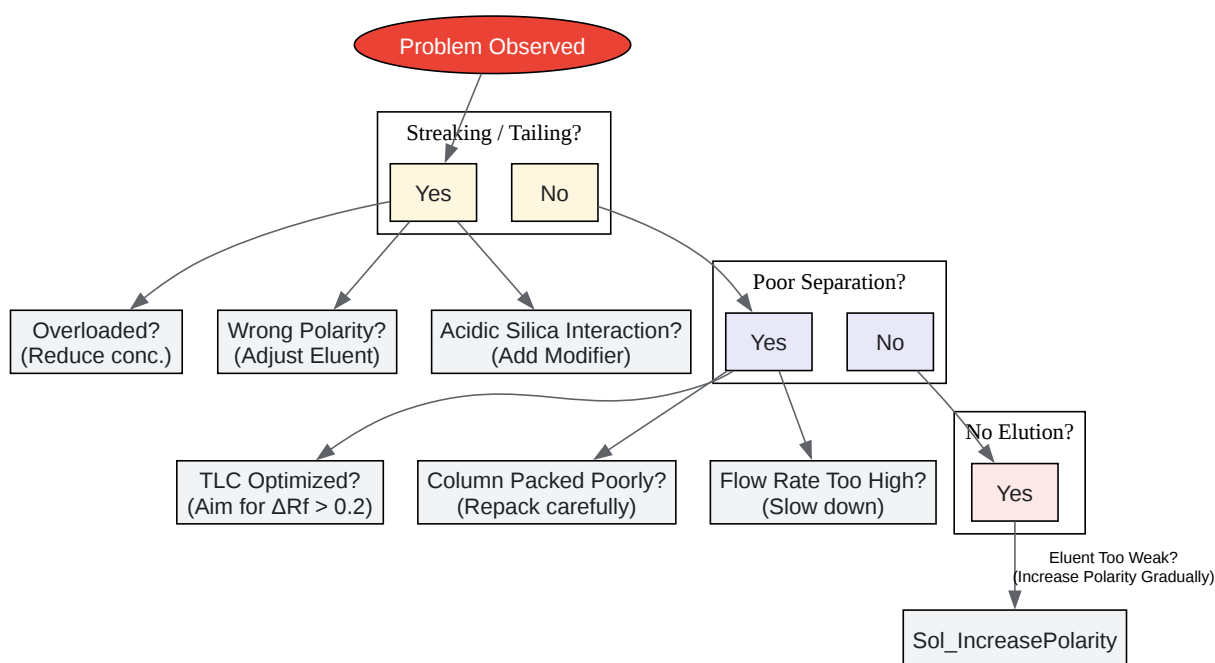 Problem Observed
Streaking / Tailing?
Yes
No
Poor Separation?
Yes
No
Overloaded?
(Reduce conc.)
Wrong Polarity?
(Adjust Eluent)
Acidic Silica Interaction?
(Add Modifier)
No Elution?
Yes
TLC Optimized?
(Aim for ΔRf > 0.2)
Column Packed Poorly?
(Repack carefully)
Flow Rate Too High?
(Slow down)
Eluent Too Weak?
(Increase Polarity Gradually)
Sol_IncreasePolarity